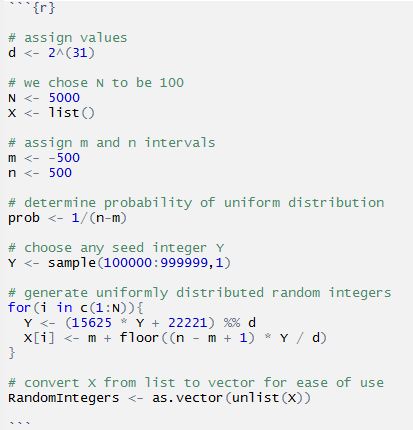 ```{r}
# assign values
d <- 2^(31)
# we chose N to be 100
N <- 5000
X <- list()
# assign m and n intervals
m <- -500
n <- 500
# determine probability of uniform distribution
prob <- 1/(n-m)
# choose any seed integer Y
Y <- sample(100000:999999,1)
# generate uniformly distributed random integers
for(i in c(1:N)){
  Y <- (15625 * Y + 22221) %% d
  X[i] <- m + floor((n - m + 1) * Y / d)
}
# convert X from list to vector for ease of use
RandomIntegers <- as.vector(unlist(X))
```